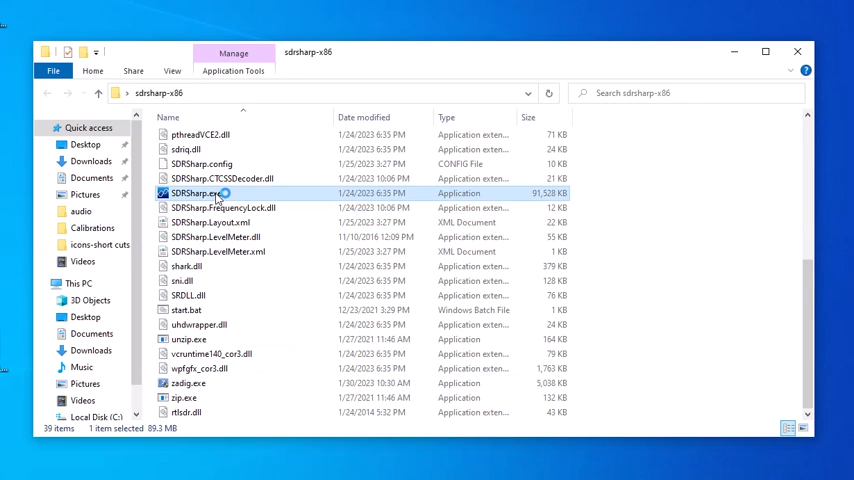 Manage
sdrsharp-x86
File
Home
Share
View
Application Tools
sdrsharp-x86
Search sdrsharp-x86
Name
Date modified
Type
Size
Quick access
Desktop
Downloads
Documents
Pictures
audio
Calibrations
icons-short cuts
Videos
This PC
3D Objects
Desktop
Documents
Downloads
Music
Pictures
Videos
Local Disk (C:)
pthreadVCE2.dll 1/24/2023 6:35 PM Application exten... 71 KB
sdriq.dll 1/24/2023 6:35 PM Application exten... 24 KB
SDRSharp.config 1/25/2023 3:27 PM CONFIG File 10 KB
SDRSharp.CTCSSDecoder.dll 1/24/2023 10:06 PM Application exten... 21 KB
SDRSharp.exe 1/24/2023 6:35 PM Application 91,528 KB
SDRSharp.FrequencyLock.dll 1/24/2023 10:06 PM Application exten... 12 KB
SDRSharp.Layout.xml 1/25/2023 3:27 PM XML Document 10 KB
SDRSharp.LevelMeter.dll 11/10/2016 12:09 PM Application exten... 55 KB
SDRSharp.LevelMeter.xml 1/25/2023 3:27 PM XML Document 1 KB
shark.dll 1/24/2023 6:35 PM Application exten... 379 KB
sni.dll 1/24/2023 6:35 PM Application exten... 128 KB
SRDLL.dll 1/24/2023 6:35 PM Application exten... 76 KB
start.bat 12/23/2021 3:29 PM Windows Batch File 1 KB
uhdwrapper.dll 1/24/2023 6:35 PM Application exten... 24 KB
unzip.exe 1/27/2021 11:46 AM Application 164 KB
vcruntime140_cor3.dll 1/24/2023 6:35 PM Application exten... 79 KB
wpfgfx_cor3.dll 1/24/2023 6:35 PM Application exten... 1,763 KB
zadig.exe 1/30/2023 10:30 AM Application 5,038 KB
zip.exe 1/27/2021 11:46 AM Application 132 KB
rtlsdr.dll 1/24/2014 5:32 PM Application exten... 43 KB
39 items
1 item selected 89.3 MB